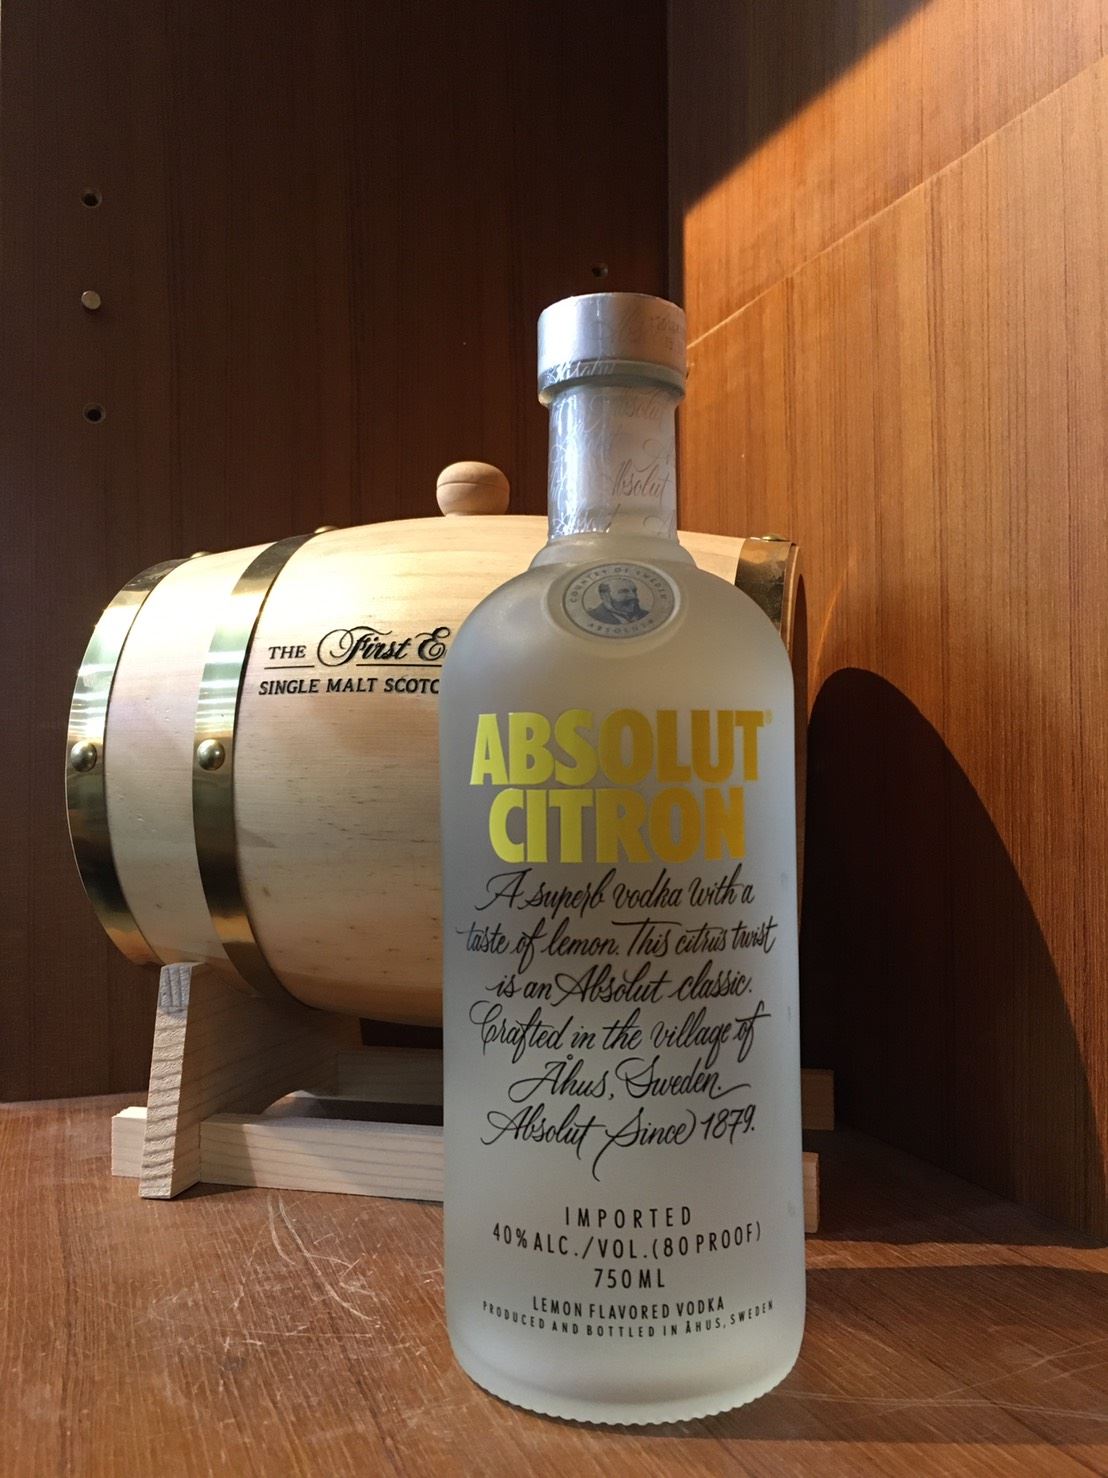 Absolut
COUNTRY OF SWEDEN
ABSOLUT
THE First E
SINGLE MALT SCOTC
ABSOLUT
CITRON
A superb vodka with a
taste of lemon. This citrus twist
is an Absolut classic.
Crafted in the village of
Åhus, Sweden.
Absolut Since 1879.
IMPORTED
40% ALC./VOL. (80 PROOF)
750ML
LEMON FLAVORED VODKA
PRODUCED AND BOTTLED IN ÅHUS, SWEDEN